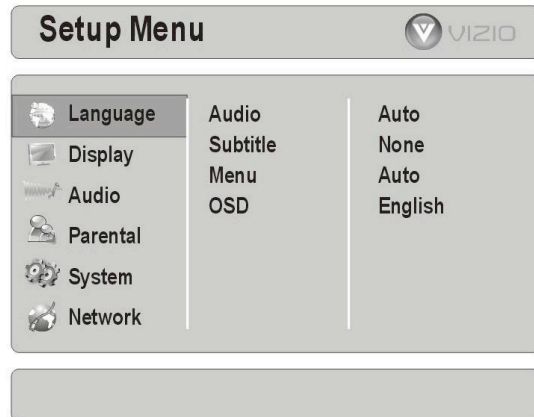 Setup Menu
VIZIO
Language
Display
Audio
Parental
System
Network
Audio
Subtitle
Menu
OSD
Auto
None
Auto
English